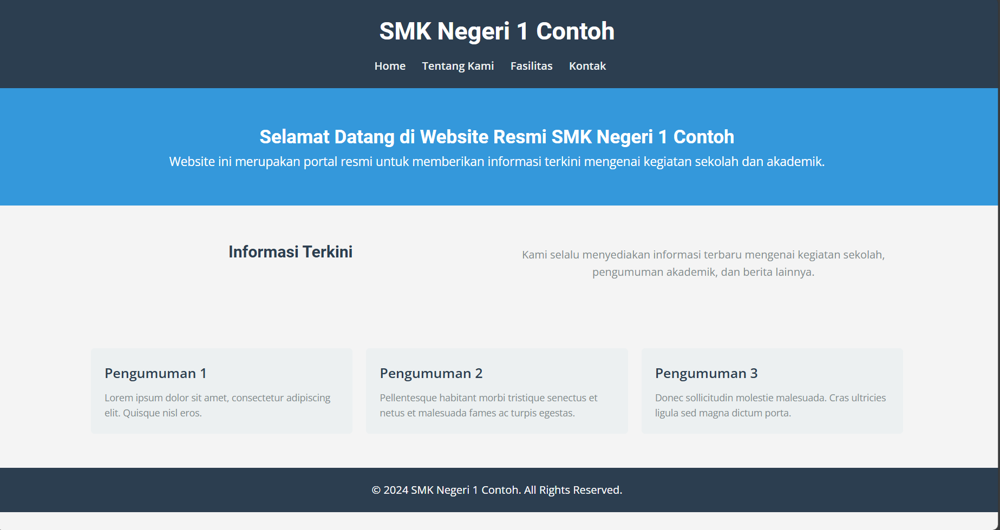 SMK Negeri 1 Contoh
Home Tentang Kami Fasilitas Kontak
Selamat Datang di Website Resmi SMK Negeri 1 Contoh
Website ini merupakan portal resmi untuk memberikan informasi terkini mengenai kegiatan sekolah dan akademik.
Informasi Terkini
Kami selalu menyediakan informasi terbaru mengenai kegiatan sekolah,
pengumuman akademik, dan berita lainnya.
Pengumuman 1
Lorem ipsum dolor sit amet, consectetur adipiscing
elit. Quisque nisl eros.
Pengumuman 2
Pellentesque habitant morbi tristique senectus et
netus et malesuada fames ac turpis egestas.
Pengumuman 3
Donec sollicitudin molestie malesuada. Cras ultricies
ligula sed magna dictum porta.
© 2024 SMK Negeri 1 Contoh. All Rights Reserved.